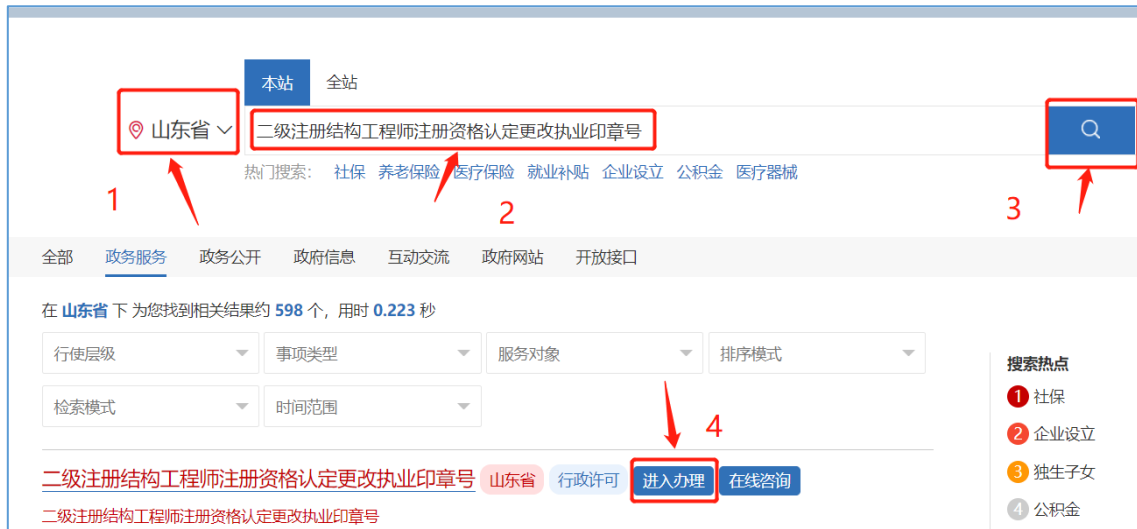 本站 全站
山东省 二级注册结构工程师注册资格认定更改执业印章号
热门搜索: 社保 养老保险 医疗保险 就业补贴 企业设立 公积金 医疗器械
1 2 3
全部 政务服务 政务公开 政府信息 互动交流 政府网站 开放接口
在 山东省 下 为您找到相关结果约 598 个，用时 0.223 秒
行使层级 事项类型 服务对象 排序模式
检索模式 时间范围
4
二级注册结构工程师注册资格认定更改执业印章号 山东省 行政许可 进入办理 在线咨询
二级注册结构工程师注册资格认定更改执业印章号
搜索热点
1 社保
2 企业设立
3 独生子女
4 公积金